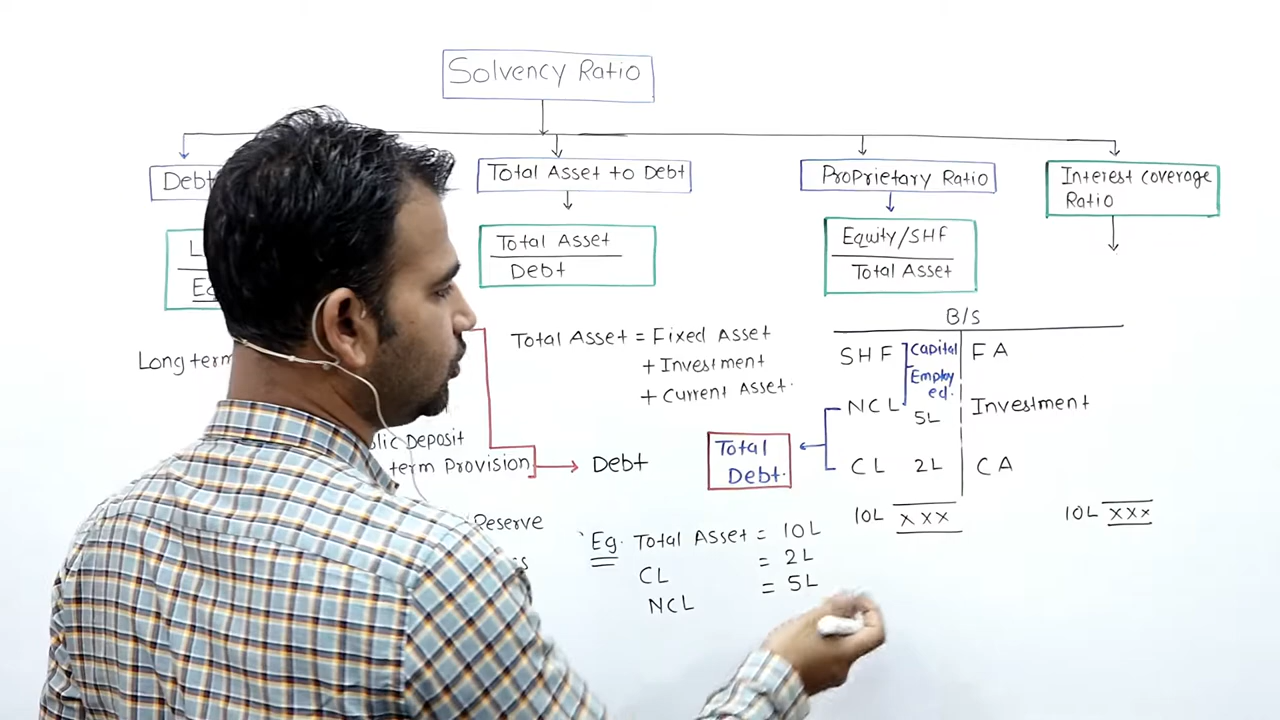 Solvency Ratio
Debt
Total Asset to Debt
Proprietary Ratio
Interest coverage
Ratio
Total Asset
Debt
Equity/SHF
Total Asset
Long term
Total Asset = Fixed Asset
+ Investment
+ Current Asset.
Deposit
term Provision
Debt
Reserve
Total
Debt.
B/S
SHF
Capital
Employ
ed.
FA
NCL
5L
Investment
CL 2L
CA
10L XXX
10L XXX
Eg. Total Asset = 10L
CL = 2L
NCL = 5L